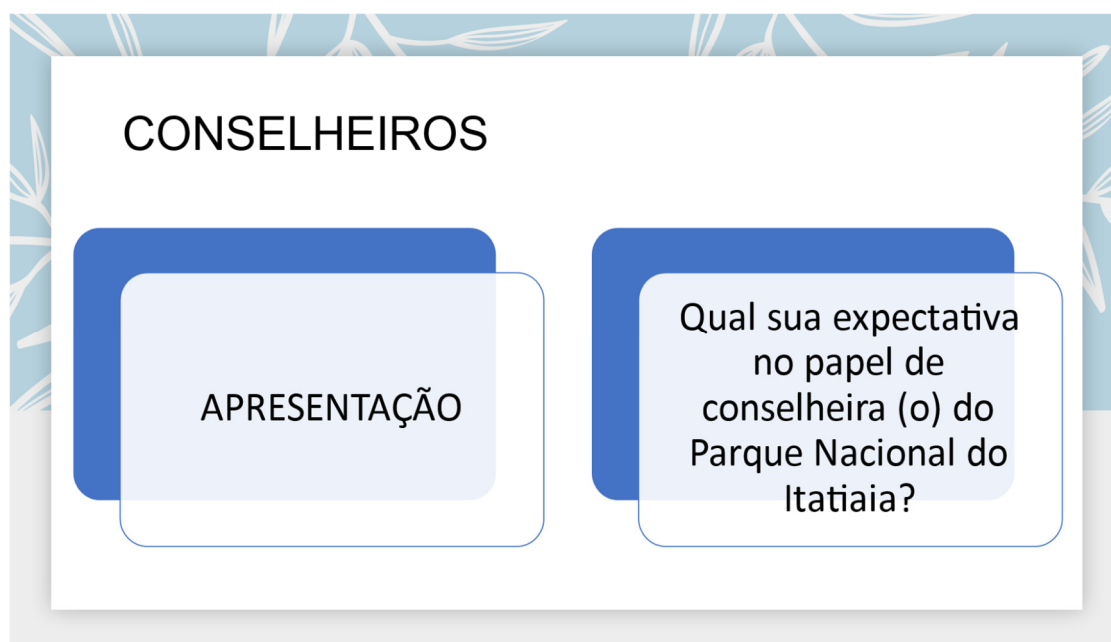 CONSELHEIROS
APRESENTAÇÃO
Qual sua expectativa
no papel de
conselheira (o) do
Parque Nacional do
Itatiaia?